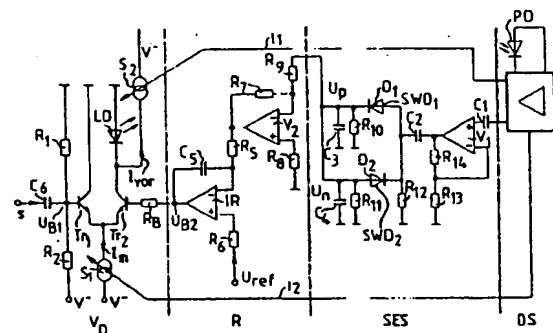 V⁻
I1
S2
LD
R1
Ivor
C6
s
UB1
Tr1
Tr2
R2
S1
Im
V⁻
V⁻
VD
RB
UB2
C5
R5
IR
R6
Uref
R7
V2
R9
R8
R
I2
Up
D1
SWD1
C3
R10
Un
D2
SWD2
C4
R11
C2
R12
V1
R14
R13
SES
C1
PD
DS